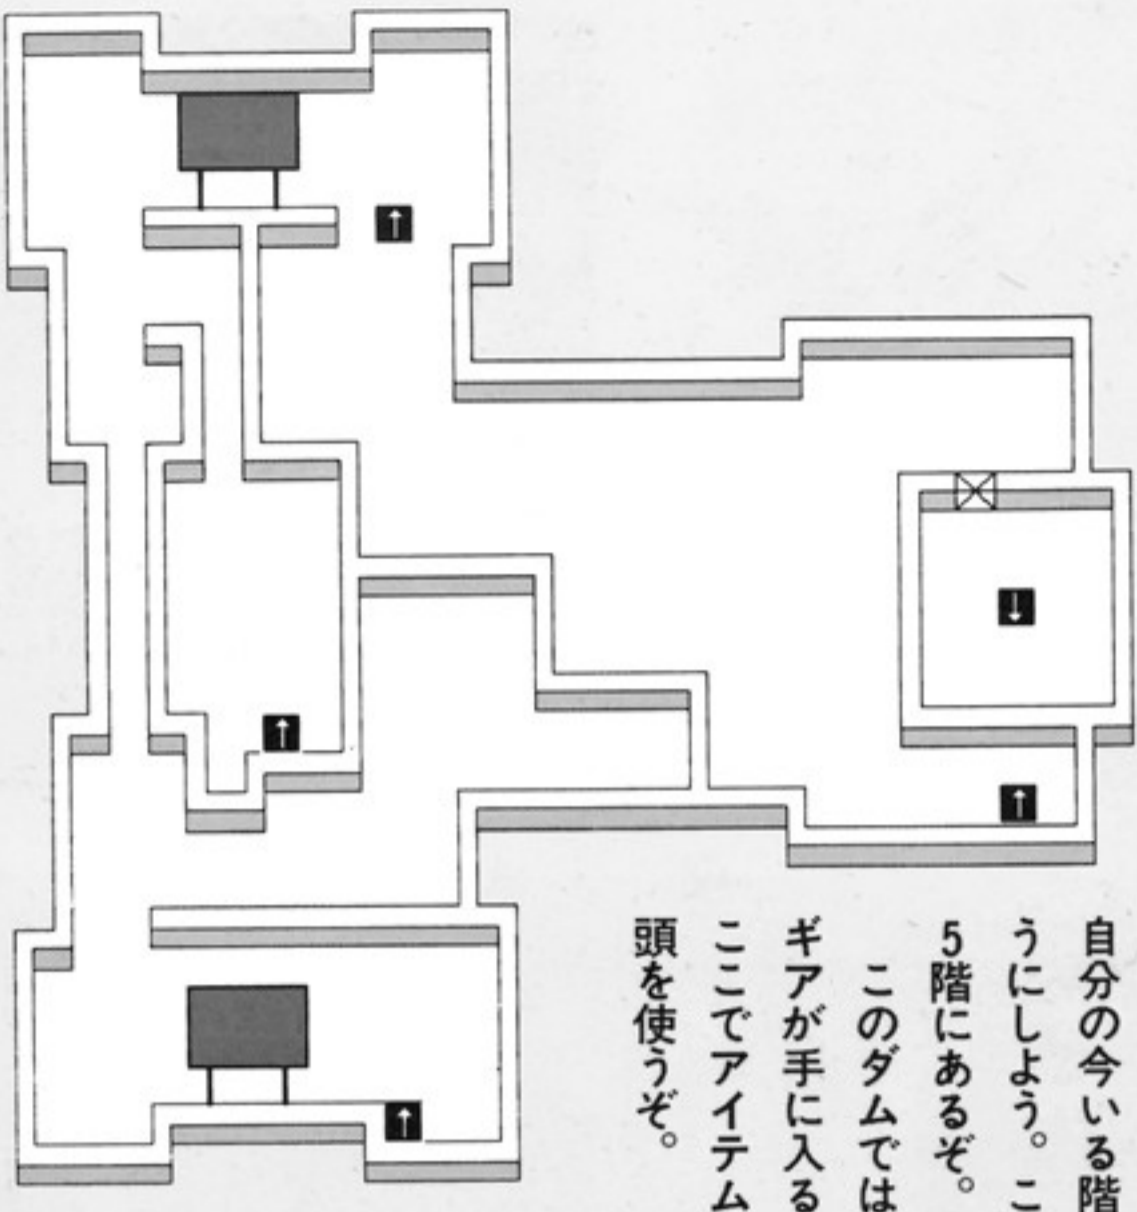 自分の今いる階
うにしよう。こ
5階にあるぞ。
このダムでは
ギアが手に入る
ここでアイテム
頭を使うぞ。